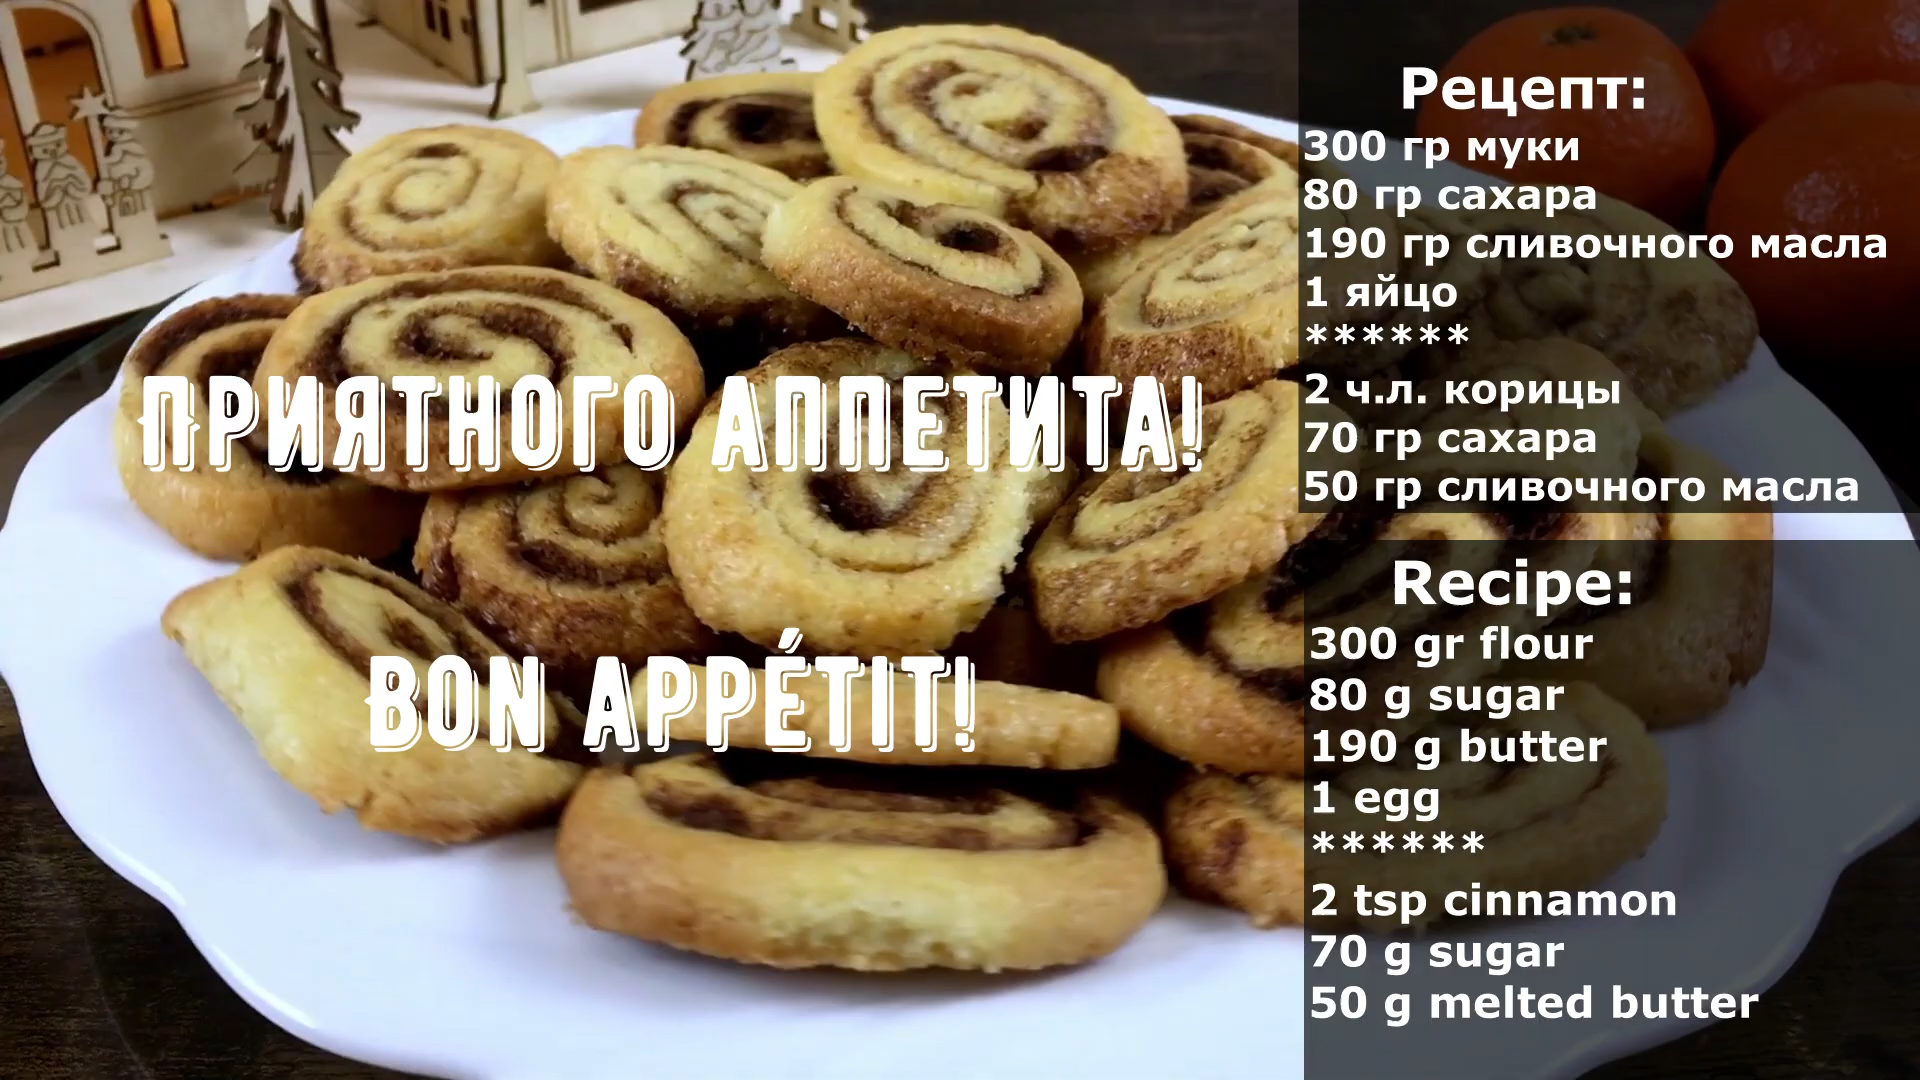 ПРИЯТНОГО АППЕТИТА!
BON APPÉTIT!
Рецепт:
300 гр муки
80 гр сахара
190 гр сливочного масла
1 яйцо
******
2 ч.л. корицы
70 гр сахара
50 гр сливочного масла
Recipe:
300 gr flour
80 g sugar
190 g butter
1 egg
******
2 tsp cinnamon
70 g sugar
50 g melted butter